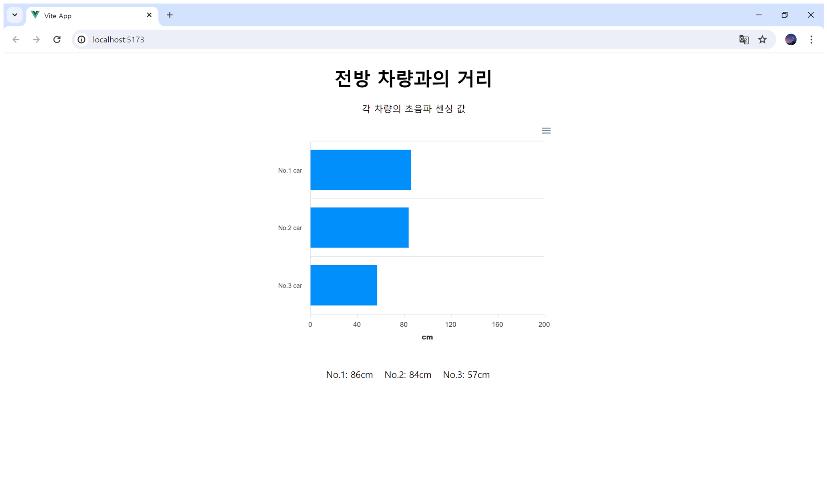 Vite App
localhost:5173
전방 차량과의 거리
각 차량의 초음파 센싱 값
No.1 car
No.2 car
No.3 car
0 40 80 120 160 200
cm
No.1: 86cm No.2: 84cm No.3: 57cm